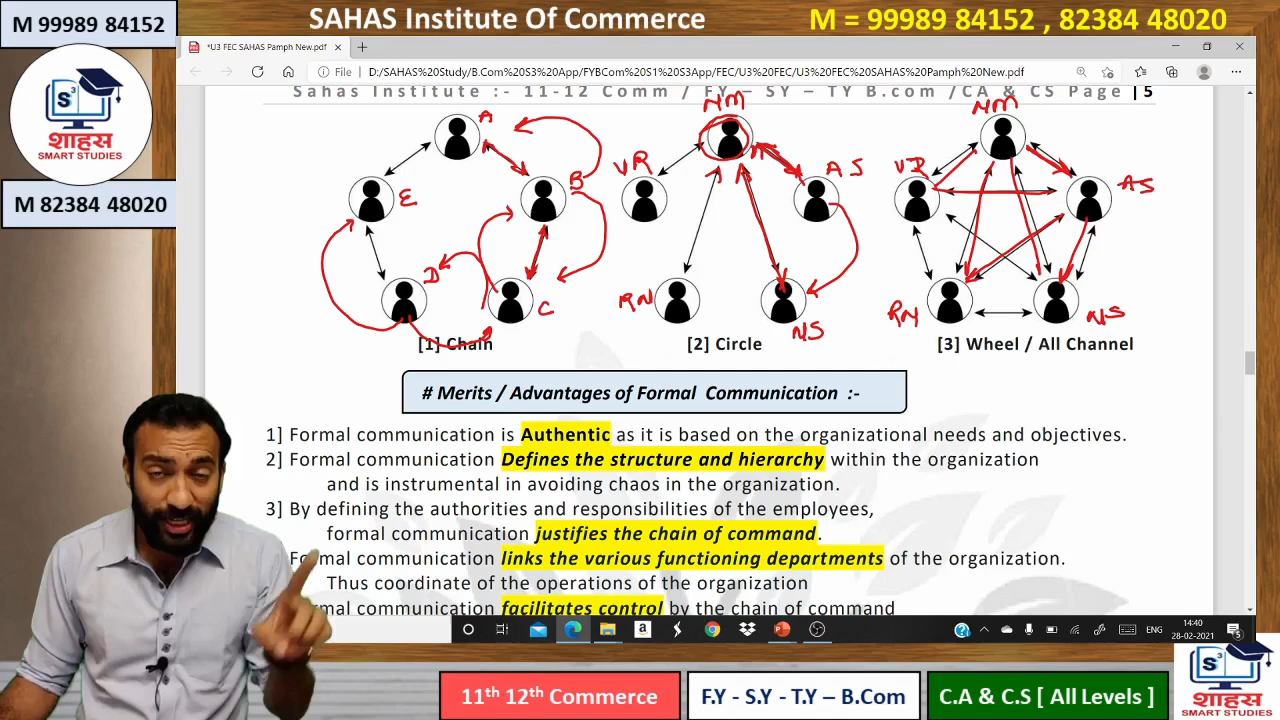 M 99989 84152
SAHAS Institute Of Commerce
M = 99989 84152 , 82384 48020
*U3 FEC SAHAS Pamph New.pdf
File
D:/SAHAS%20Study/B.Com%20S3%20App/FYBCom%20S1%20S3App/FEC/U3%20FEC/U3%20FEC%20SAHAS%20Pamph%20New.pdf
S³
शाहस
SMART STUDIES
M 82384 48020
Sahas Institute :- 11-12 Comm / FY – SY – TY B.com /CA & CS Page | 5
A
B
E
D
C
[1] Chain
NM
VR
AS
RN
NS
[2] Circle
NM
VR
AS
RN
NS
[3] Wheel / All Channel
# Merits / Advantages of Formal Communication :-
1] Formal communication is Authentic as it is based on the organizational needs and objectives.
2] Formal communication Defines the structure and hierarchy within the organization
and is instrumental in avoiding chaos in the organization.
3] By defining the authorities and responsibilities of the employees,
formal communication justifies the chain of command.
Formal communication links the various functioning departments of the organization.
Thus coordinate of the operations of the organization
rmal communication facilitates control by the chain of command
ENG
14:40
28-02-2021
5
11th 12th Commerce
F.Y - S.Y - T.Y – B.Com
C.A & C.S [ All Levels ]
S³
शाहस
SMART STUDIES